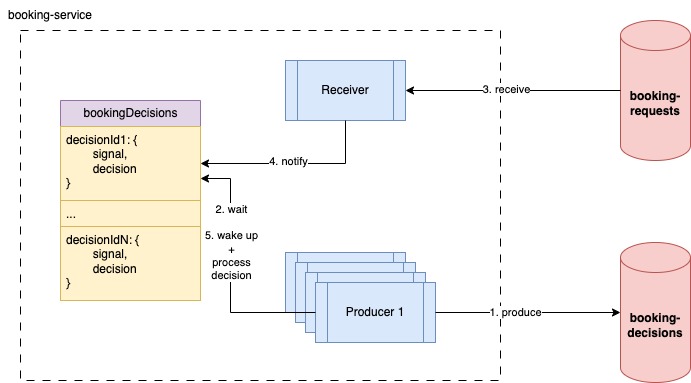 booking-service
bookingDecisions
decisionId1: {
signal,
decision
}
...
decisionIdN: {
signal,
decision
}
Receiver
3. receive
booking-
requests
4. notify
2. wait
5. wake up
+
process
decision
Producer 1
1. produce
booking-
decisions